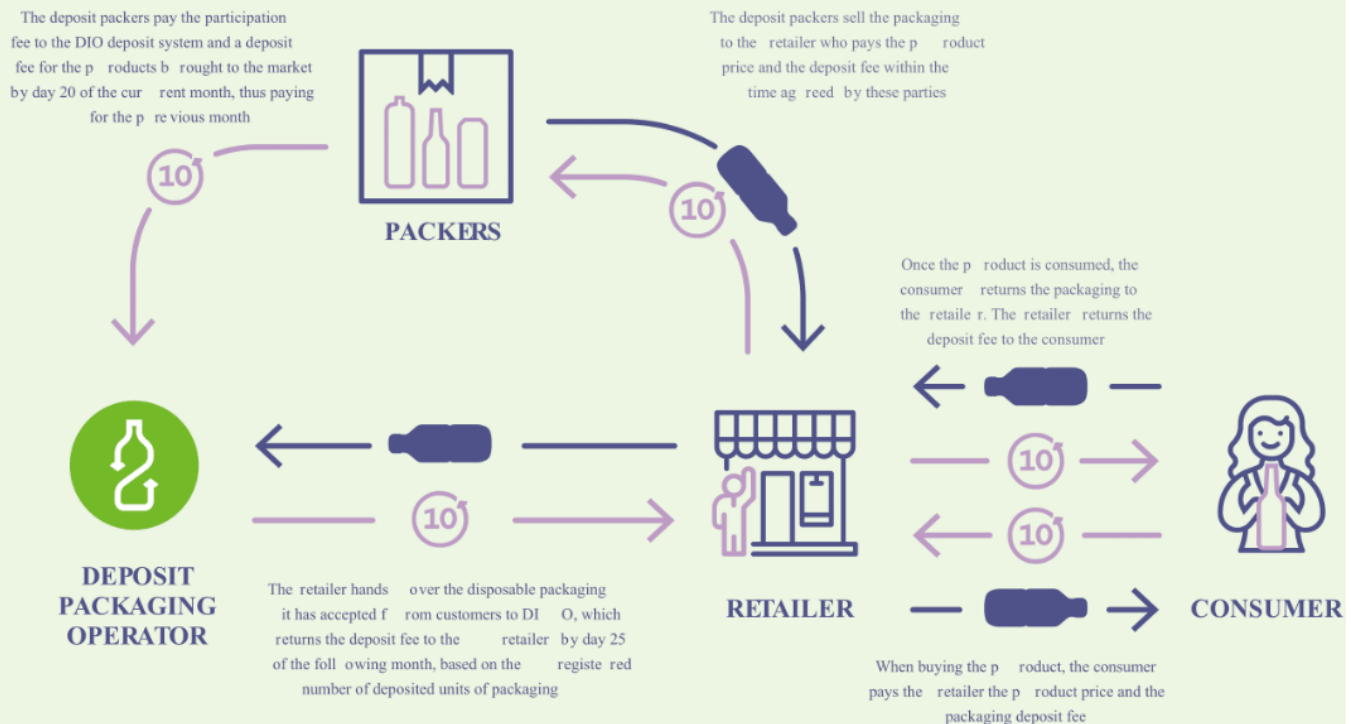 The deposit packers pay the participation
fee to the DIO deposit system and a deposit
fee for the p roducts b rought to the market
by day 20 of the cur rent month, thus paying
for the p re vious month
The deposit packers sell the packaging
to the retailer who pays the p roduct
price and the deposit fee within the
time ag reed by these parties
10
10
PACKERS
Once the p roduct is consumed, the
consumer returns the packaging to
the retaile r. The retailer returns the
deposit fee to the consumer
10
10
10
DEPOSIT
PACKAGING
OPERATOR
The retailer hands over the disposable packaging
it has accepted f rom customers to DI O, which
returns the deposit fee to the retailer by day 25
of the foll owing month, based on the registe red
number of deposited units of packaging
RETAILER
CONSUMER
When buying the p roduct, the consumer
pays the retailer the p roduct price and the
packaging deposit fee